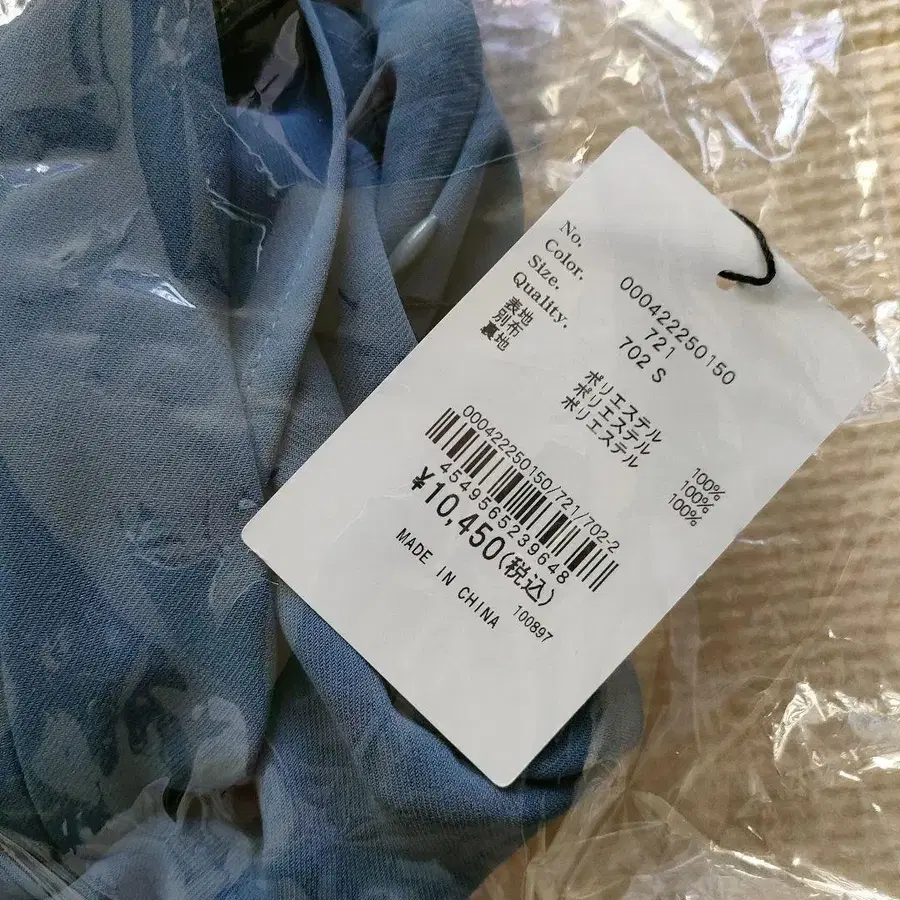 No. 000422250150
Color. 721
Size. 702 S
Quality.
表地 ポリエステル 100%
別布 ポリエステル 100%
裏地 ポリエステル 100%
000422250150/721/702-2
4549565239648
¥10,450(税込)
MADE IN CHINA 100897